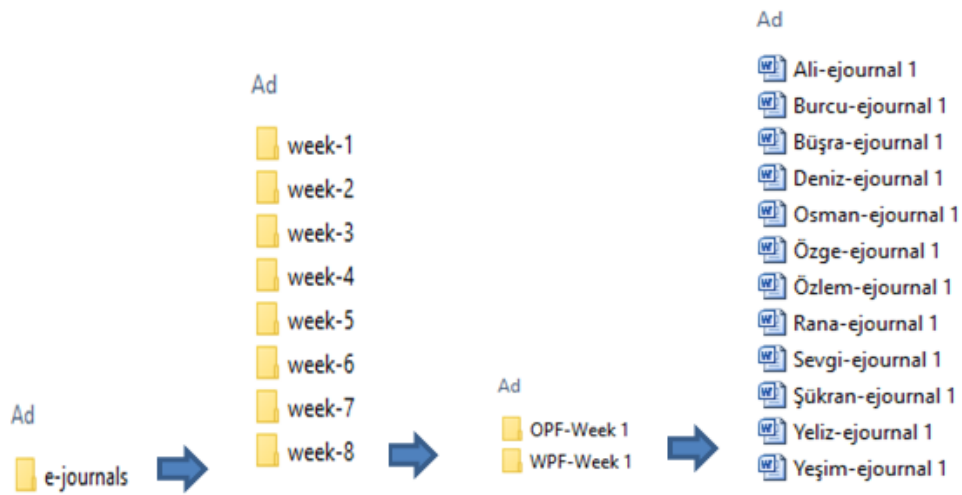 Ad
e-journals
Ad
week-1
week-2
week-3
week-4
week-5
week-6
week-7
week-8
Ad
OPF-Week 1
WPF-Week 1
Ad
Ali-ejournal 1
Burcu-ejournal 1
Büşra-ejournal 1
Deniz-ejournal 1
Osman-ejournal 1
Özge-ejournal 1
Özlem-ejournal 1
Rana-ejournal 1
Sevgi-ejournal 1
Şükran-ejournal 1
Yeliz-ejournal 1
Yeşim-ejournal 1